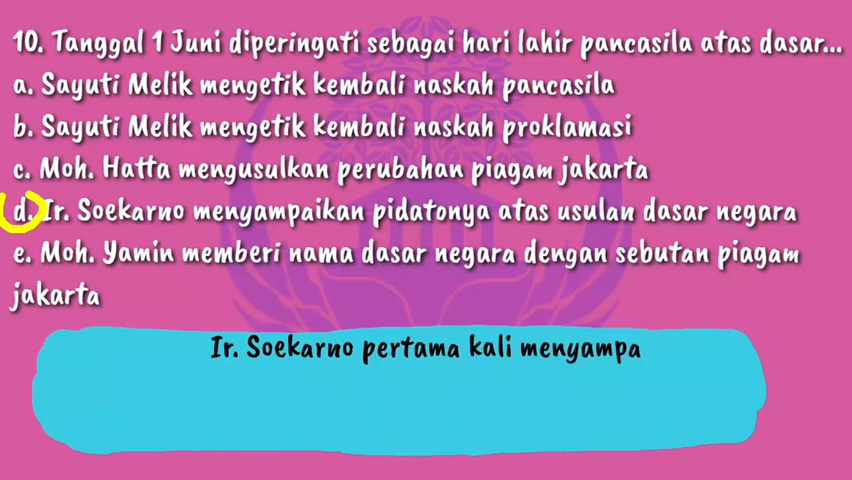 10. Tanggal 1 Juni diperingati sebagai hari lahir pancasila atas dasar...
a. Sayuti Melik mengetik kembali naskah pancasila
b. Sayuti Melik mengetik kembali naskah proklamasi
c. Moh. Hatta mengusulkan perubahan piagam jakarta
d. Ir. Soekarno menyampaikan pidatonya atas usulan dasar negara
e. Moh. Yamin memberi nama dasar negara dengan sebutan piagam
jakarta
Ir. Soekarno pertama kali menyampa